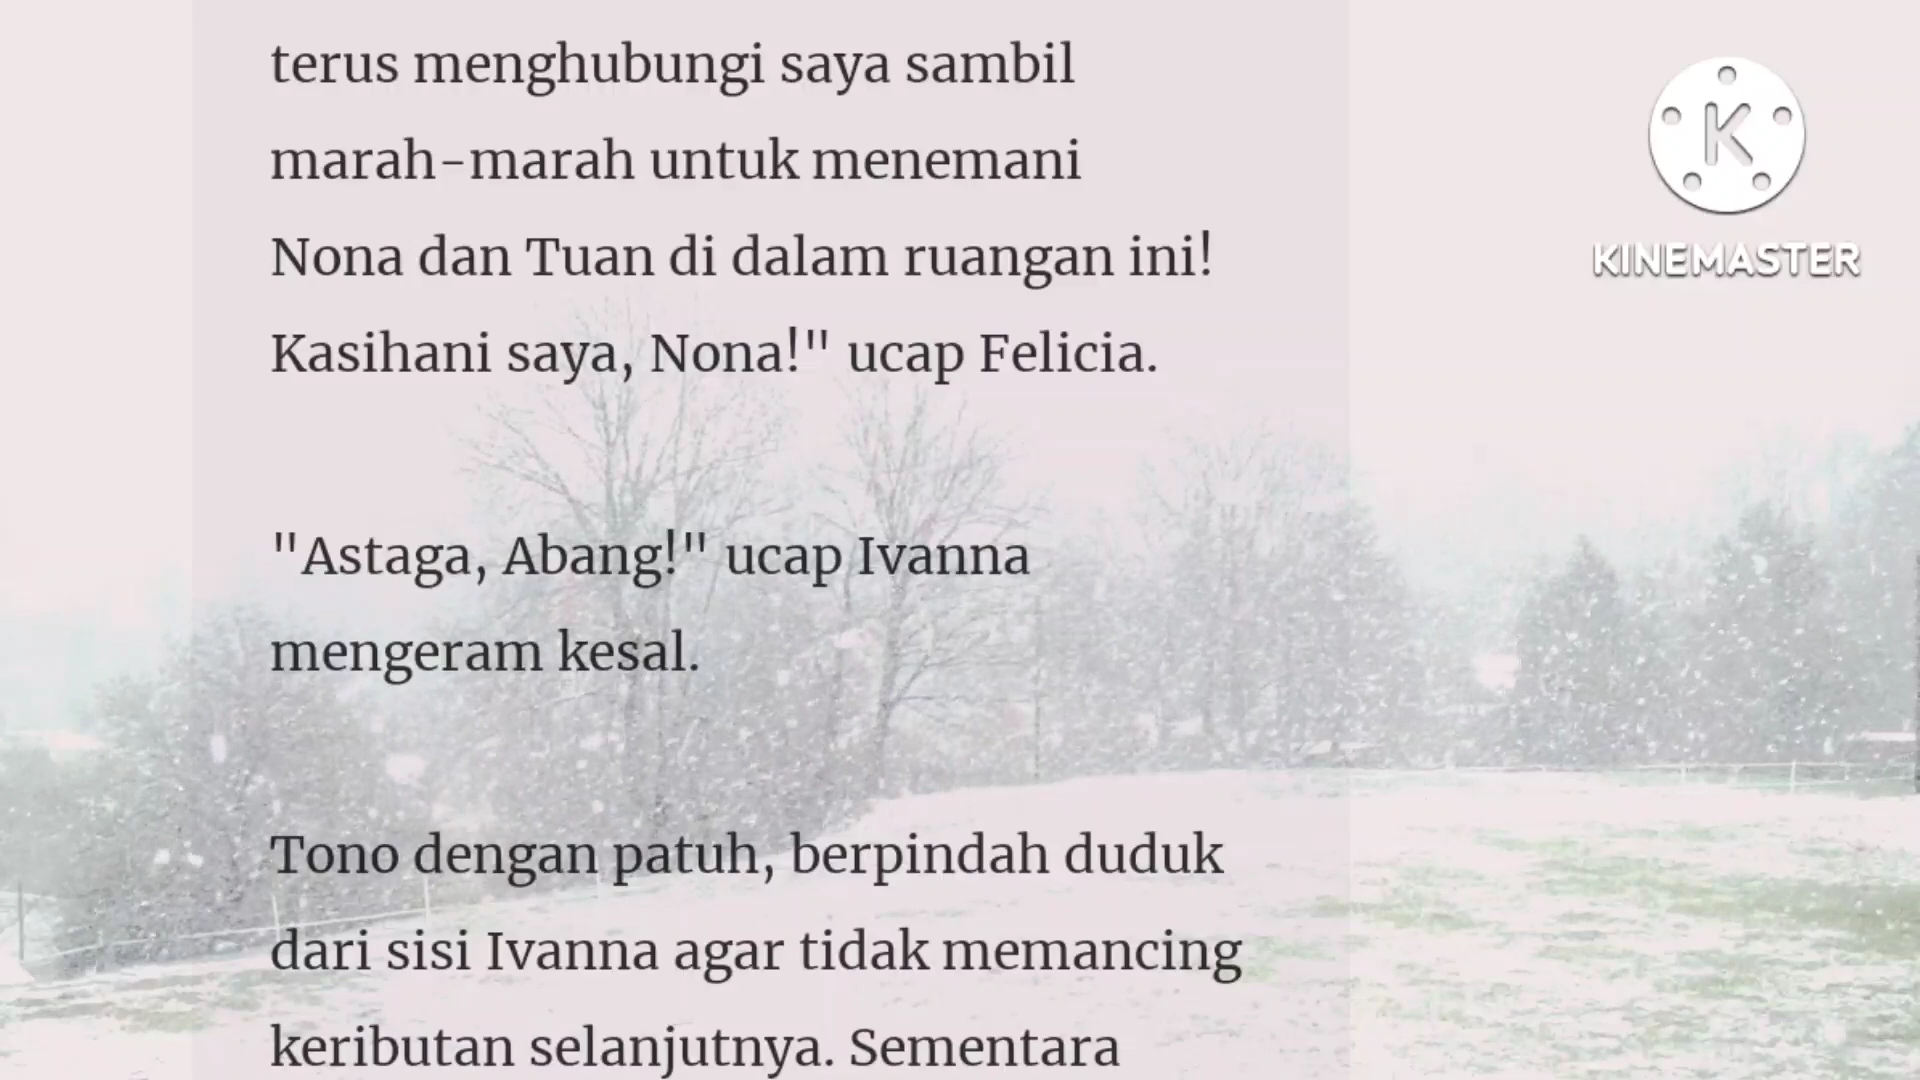 terus menghubungi saya sambil
marah-marah untuk menemani
Nona dan Tuan di dalam ruangan ini!
Kasihani saya, Nona!" ucap Felicia.
"Astaga, Abang!" ucap Ivanna
mengeram kesal.
Tono dengan patuh, berpindah duduk
dari sisi Ivanna agar tidak memancing
keributan selanjutnya. Sementara
K
KINEMASTER